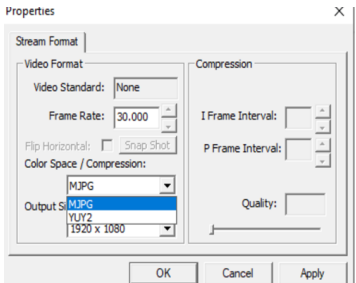 Properties X
Stream Format
Video Format
Compression
Video Standard: None
Frame Rate: 30.000
I Frame Interval:
Flip Horizontal: Snap Shot
P Frame Interval:
Color Space / Compression:
MJPG
MJPG
YUY2
Output Si
Quality:
1920 x 1080
OK Cancel Apply